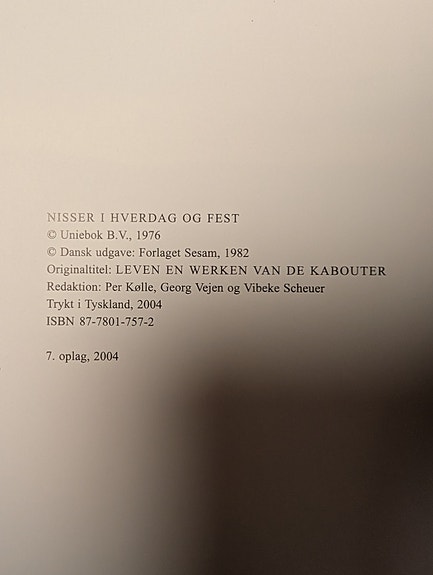 NISSER I HVERDAG OG FEST
© Uniebok B.V., 1976
© Dansk udgave: Forlaget Sesam, 1982
Originaltitel: LEVEN EN WERKEN VAN DE KABOUTER
Redaktion: Per Kølle, Georg Vejen og Vibeke Scheuer
Trykt i Tyskland, 2004
ISBN 87-7801-757-2
7. oplag, 2004